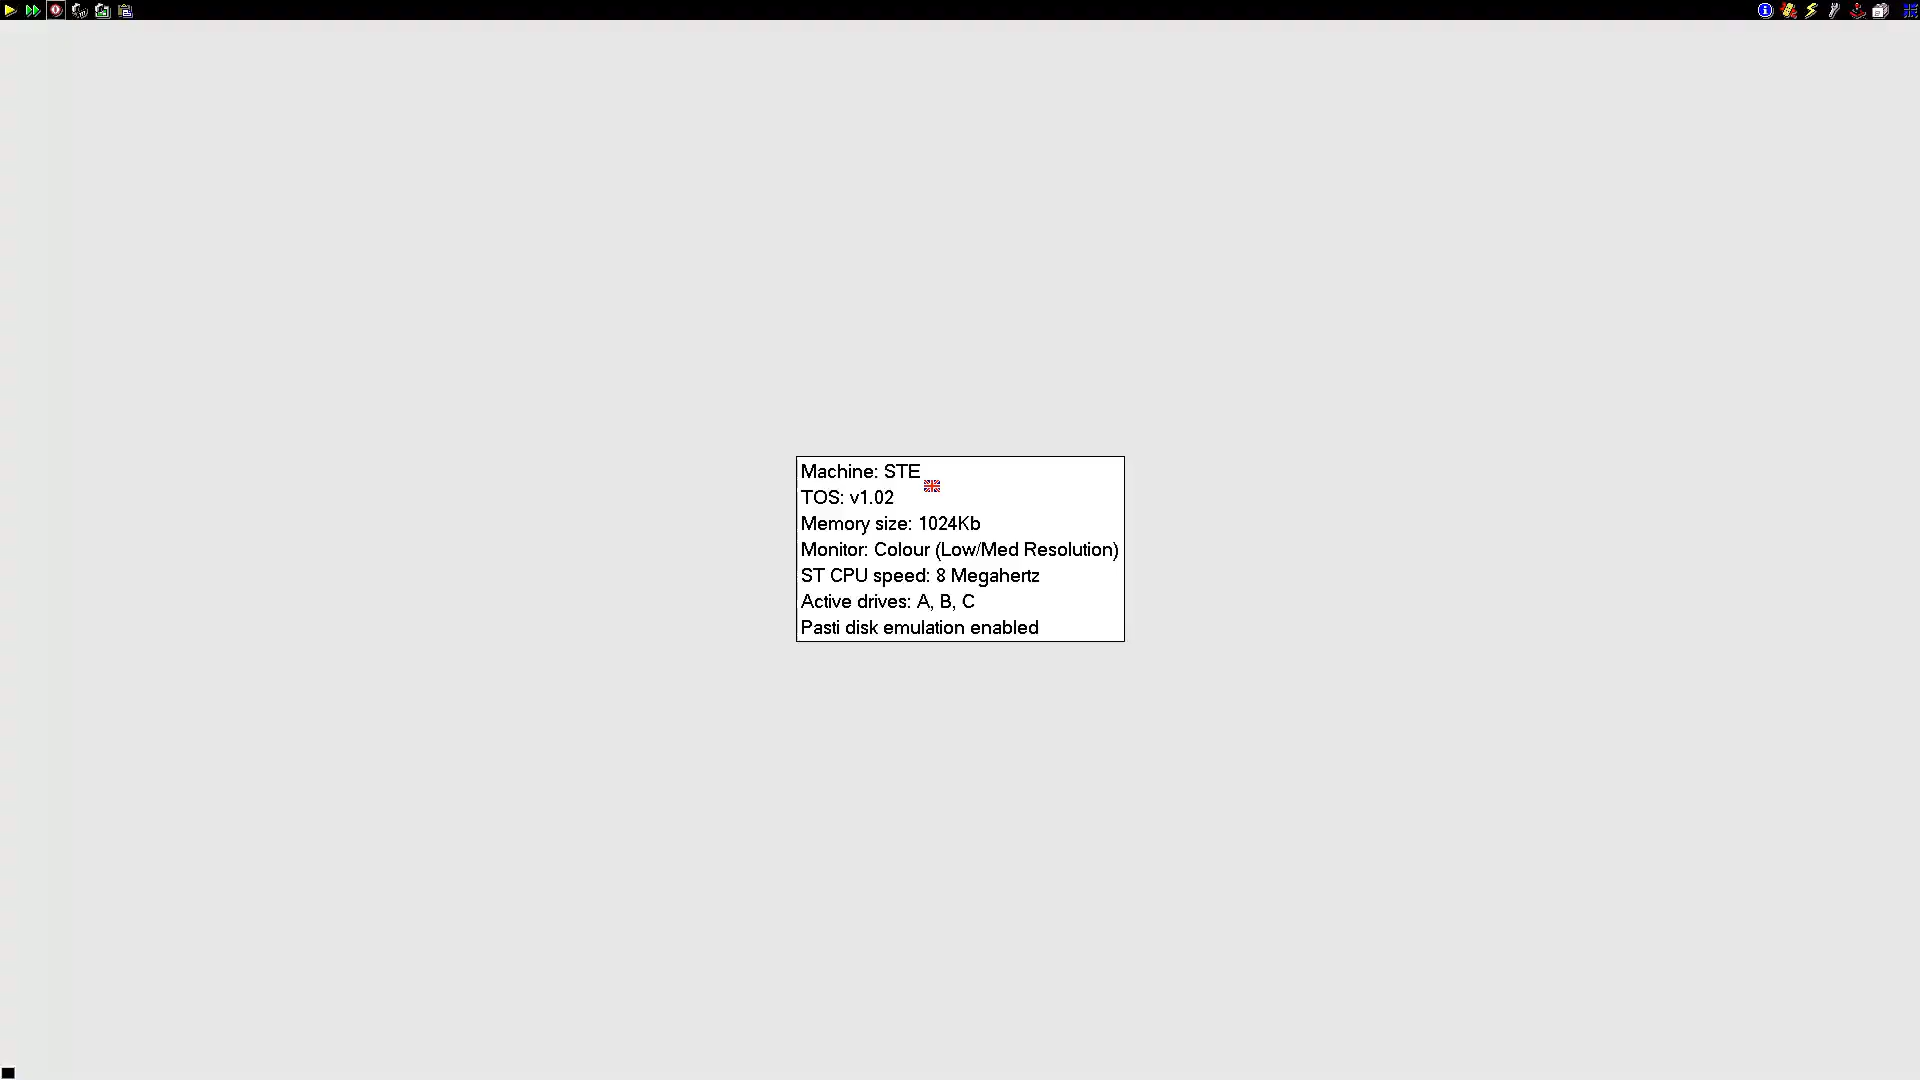 Machine: STE
TOS: v1.02
Memory size: 1024Kb
Monitor: Colour (Low/Med Resolution)
ST CPU speed: 8 Megahertz
Active drives: A, B, C
Pasti disk emulation enabled